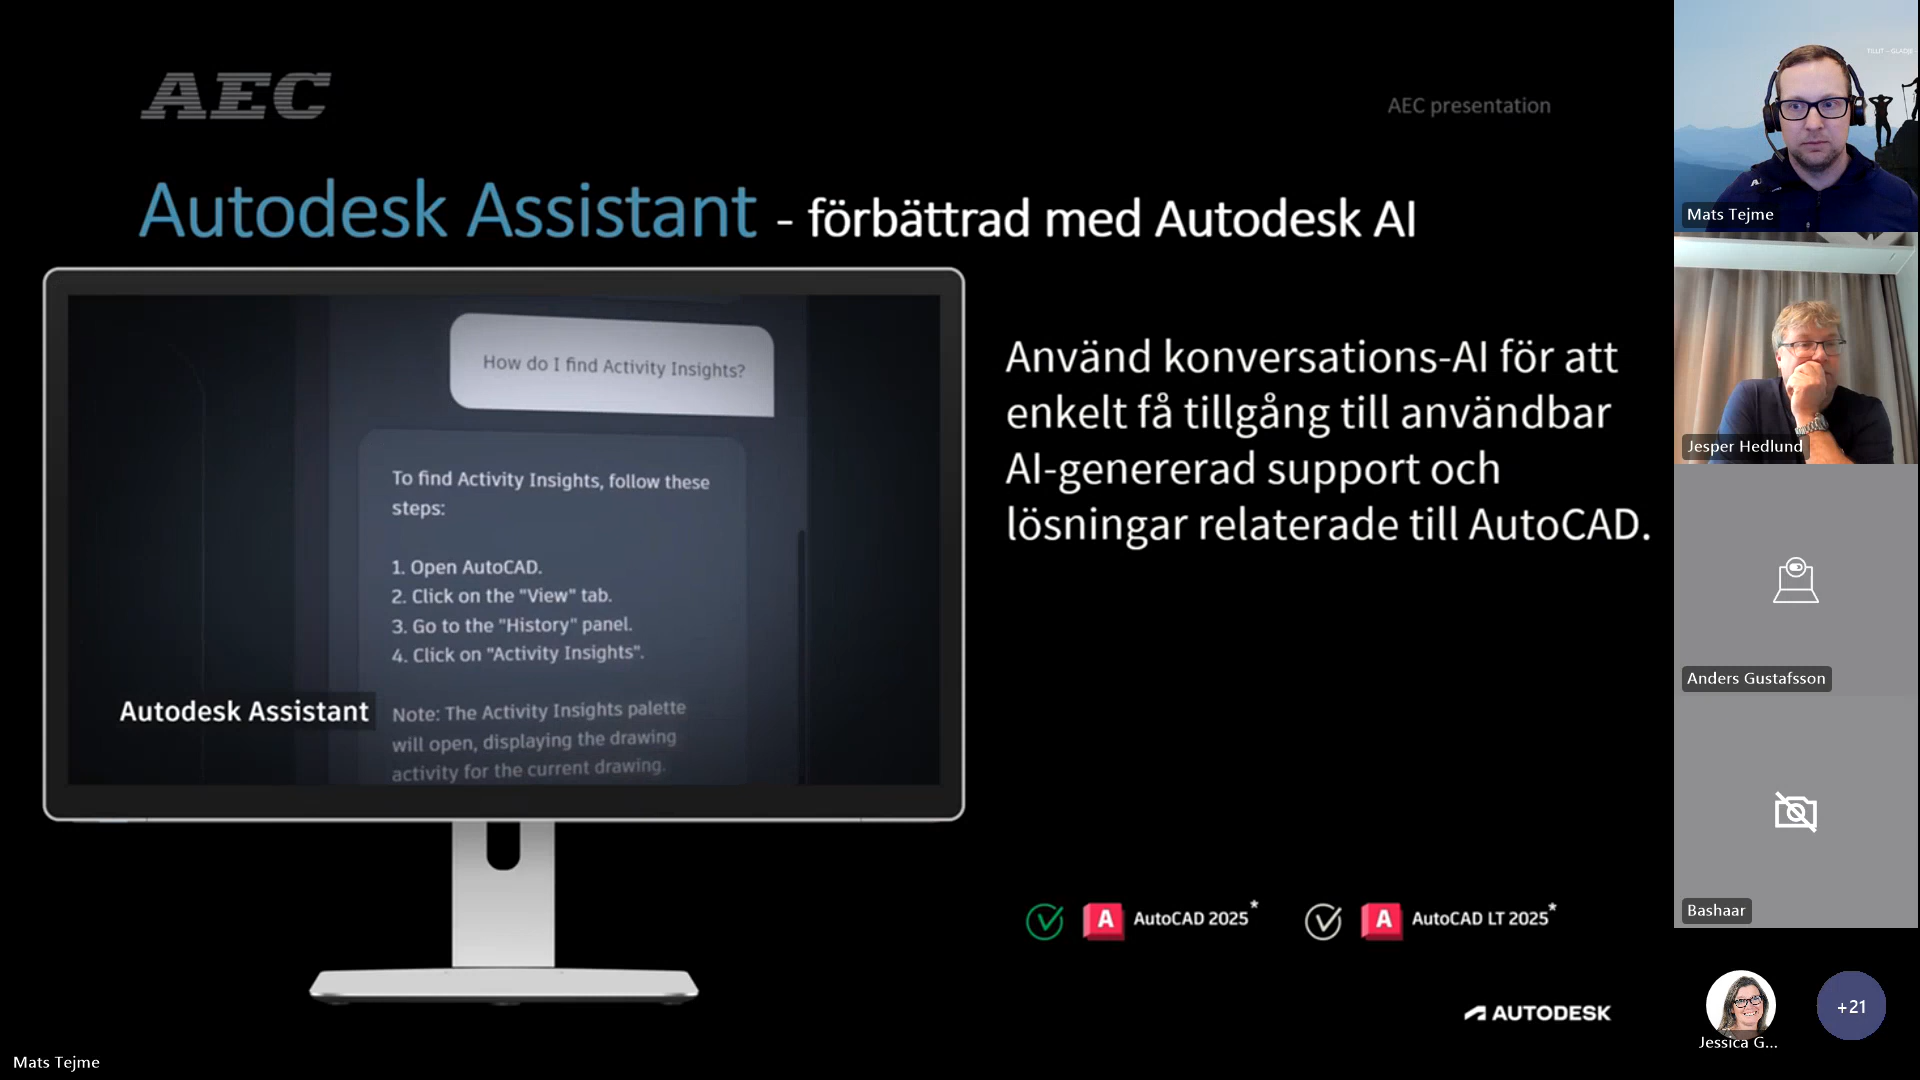 AEC
AEC presentation
Autodesk Assistant - förbättrad med Autodesk AI
How do I find Activity Insights?
To find Activity Insights, follow these
steps:
1. Open AutoCAD.
2. Click on the "View" tab.
3. Go to the "History" panel.
4. Click on "Activity Insights".
Note: The Activity Insights palette
will open, displaying the drawing
activity for the current drawing.
Autodesk Assistant
Använd konversations-AI för att
enkelt få tillgång till användbar
AI-genererad support och
lösningar relaterade till AutoCAD.
A AutoCAD 2025*
A AutoCAD LT 2025*
AUTODESK
Mats Tejme
Mats Tejme
Jesper Hedlund
Anders Gustafsson
Bashaar
Jessica G...
+21